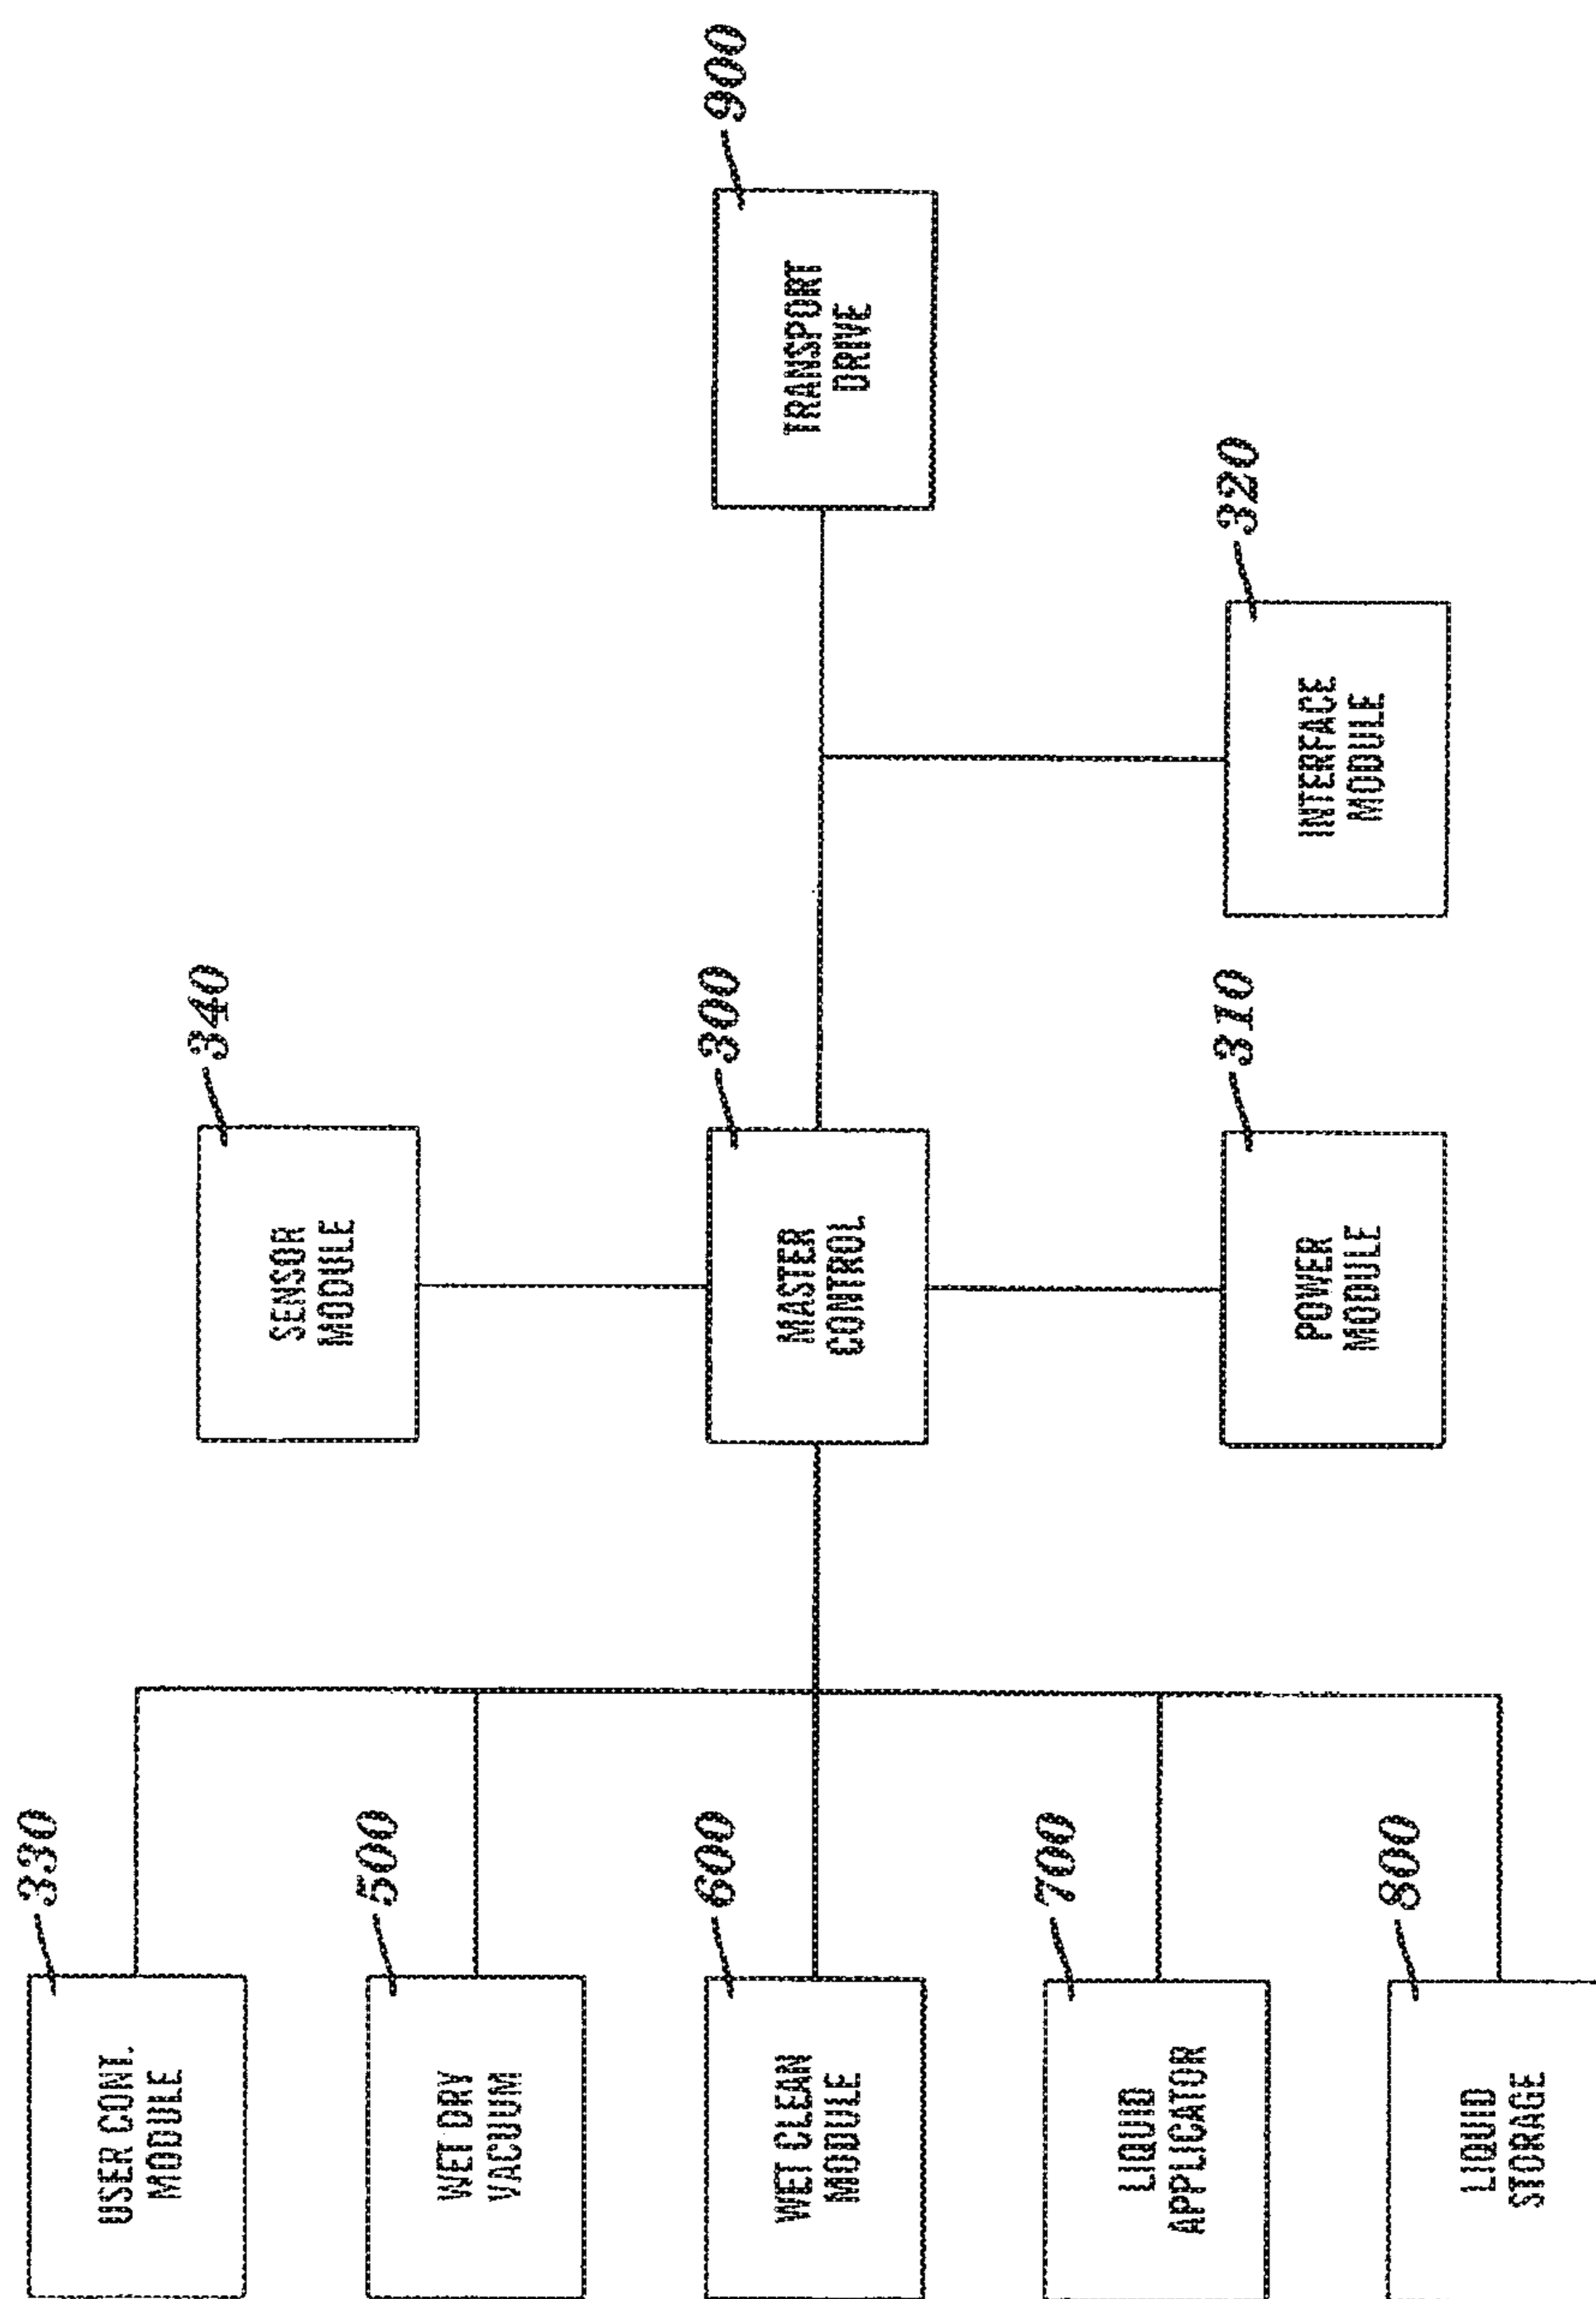 330
USER CONT.
MODULE
500
WET DRY
VACUUM
600
WET CLEAN
MODULE
700
LIQUID
APPLICATOR
800
LIQUID
STORAGE
340
SENSOR
MODULE
300
MASTER
CONTROL
310
POWER
MODULE
320
INTERFACE
MODULE
900
TRANSPORT
DRIVE